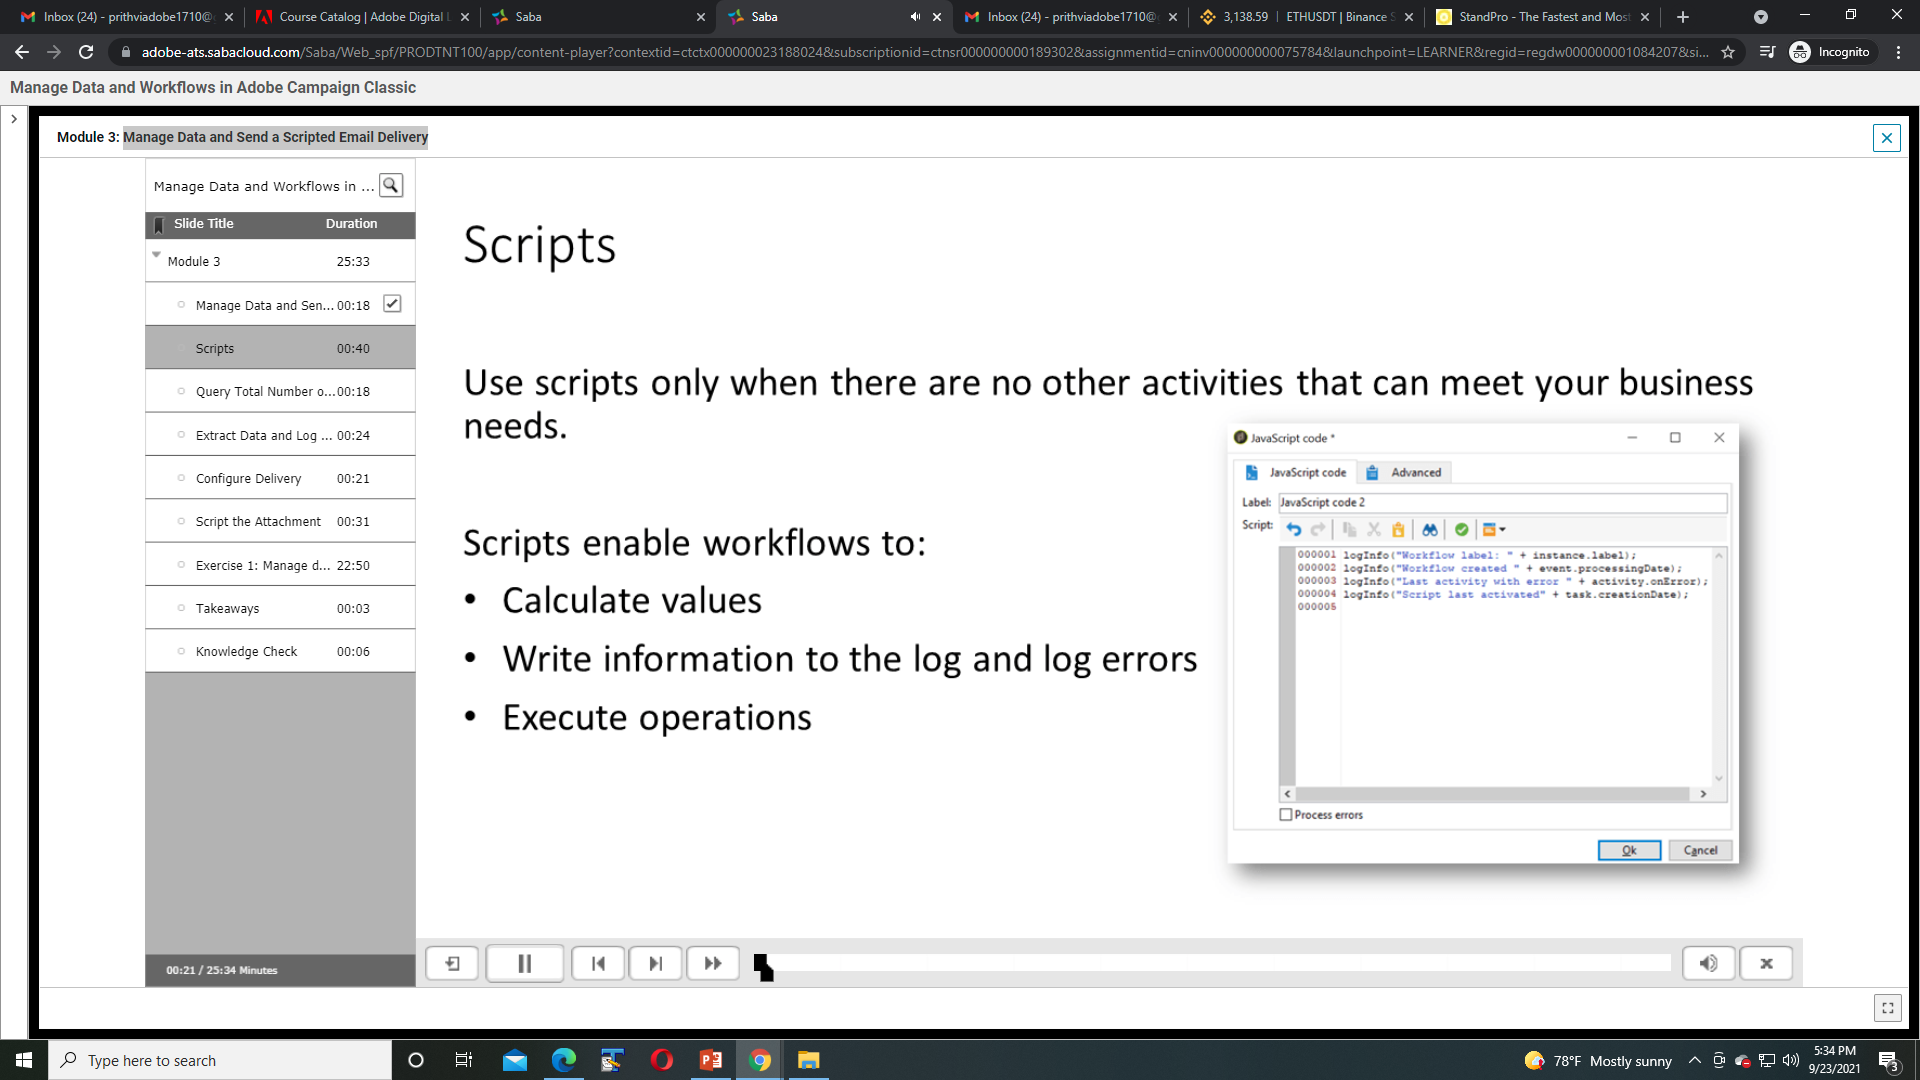 Inbox (24) - prithviadobe1710@
Course Catalog | Adobe Digital L
Saba
Saba
Inbox (24) - prithviadobe1710@
3,138.59 | ETHUSDT | Binance S
StandPro - The Fastest and Most
adobe-ats.sabacloud.com/Saba/Web_spf/PRODTNT100/app/content-player?contextid=ctctx000000023188024&subscriptionid=ctnsr0000000000189302&assignmentid=cninv000000000075784&launchpoint=LEARNER&regid=regdw000000001084207&si...
Incognito
Manage Data and Workflows in Adobe Campaign Classic
Module 3: Manage Data and Send a Scripted Email Delivery
Manage Data and Workflows in ...
Slide Title Duration
Module 3 25:33
Manage Data and Sen... 00:18
Scripts 00:40
Query Total Number o... 00:18
Extract Data and Log ... 00:24
Configure Delivery 00:21
Script the Attachment 00:31
Exercise 1: Manage d... 22:50
Takeaways 00:03
Knowledge Check 00:06
00:21 / 25:34 Minutes
Scripts
Use scripts only when there are no other activities that can meet your business
needs.
Scripts enable workflows to:
• Calculate values
• Write information to the log and log errors
• Execute operations
JavaScript code *
JavaScript code
Advanced
Label: JavaScript code 2
Script:
000001 logInfo("Workflow label: " + instance.label);
000002 logInfo("Workflow created " + event.processingDate);
000003 logInfo("Last activity with error " + activity.onError);
000004 logInfo("Script last activated" + task.creationDate);
000005
Process errors
Ok
Cancel
Type here to search
78°F Mostly sunny
5:34 PM
9/23/2021
3